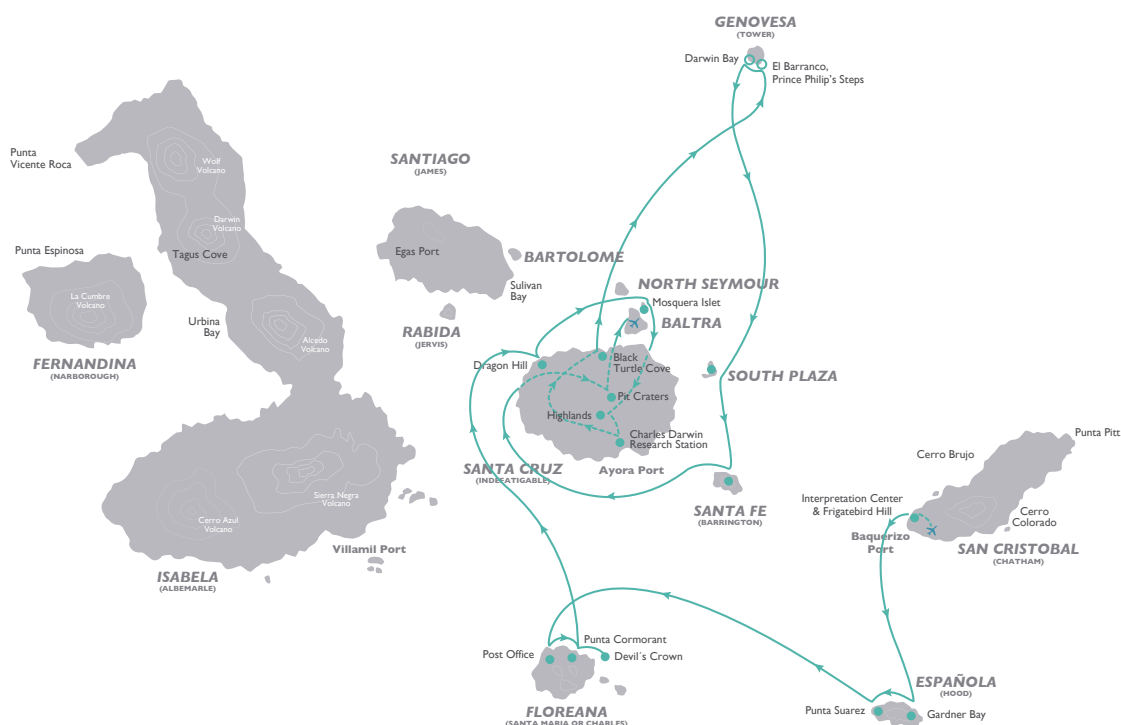 GENOVESA
(TOWER)
Darwin Bay
El Barranco,
Prince Philip's Steps
Punta
Vicente Roca
Wolf
Volcano
Darwin
Volcano
Tagus Cove
SANTIAGO
(JAMES)
Egas Port
BARTOLOME
Sulivan
Bay
Punta Espinosa
La Cumbre
Volcano
FERNANDINA
(NARBOROUGH)
Urbina
Bay
Alcedo
Volcano
RABIDA
(JERVIS)
NORTH SEYMOUR
Mosquera Islet
BALTRA
Dragon Hill
Black
Turtle Cove
SOUTH PLAZA
Pit Craters
Highlands
Charles Darwin
Research Station
SANTA CRUZ
(INDEFATIGABLE)
Ayora Port
SANTA FE
(BARRINGTON)
Punta Pitt
Cerro Brujo
Interpretation Center
& Frigatebird Hill
Cerro
Colorado
Baquerizo
Port
SAN CRISTOBAL
(CHATHAM)
Sierra Negra
Volcano
Cerro Azul
Volcano
Villamil Port
ISABELA
(ALBEMARLE)
Post Office
Punta Cormorant
Devil´s Crown
FLOREANA
(SANTA MARIA OR CHARLES)
ESPAÑOLA
(HOOD)
Punta Suarez
Gardner Bay